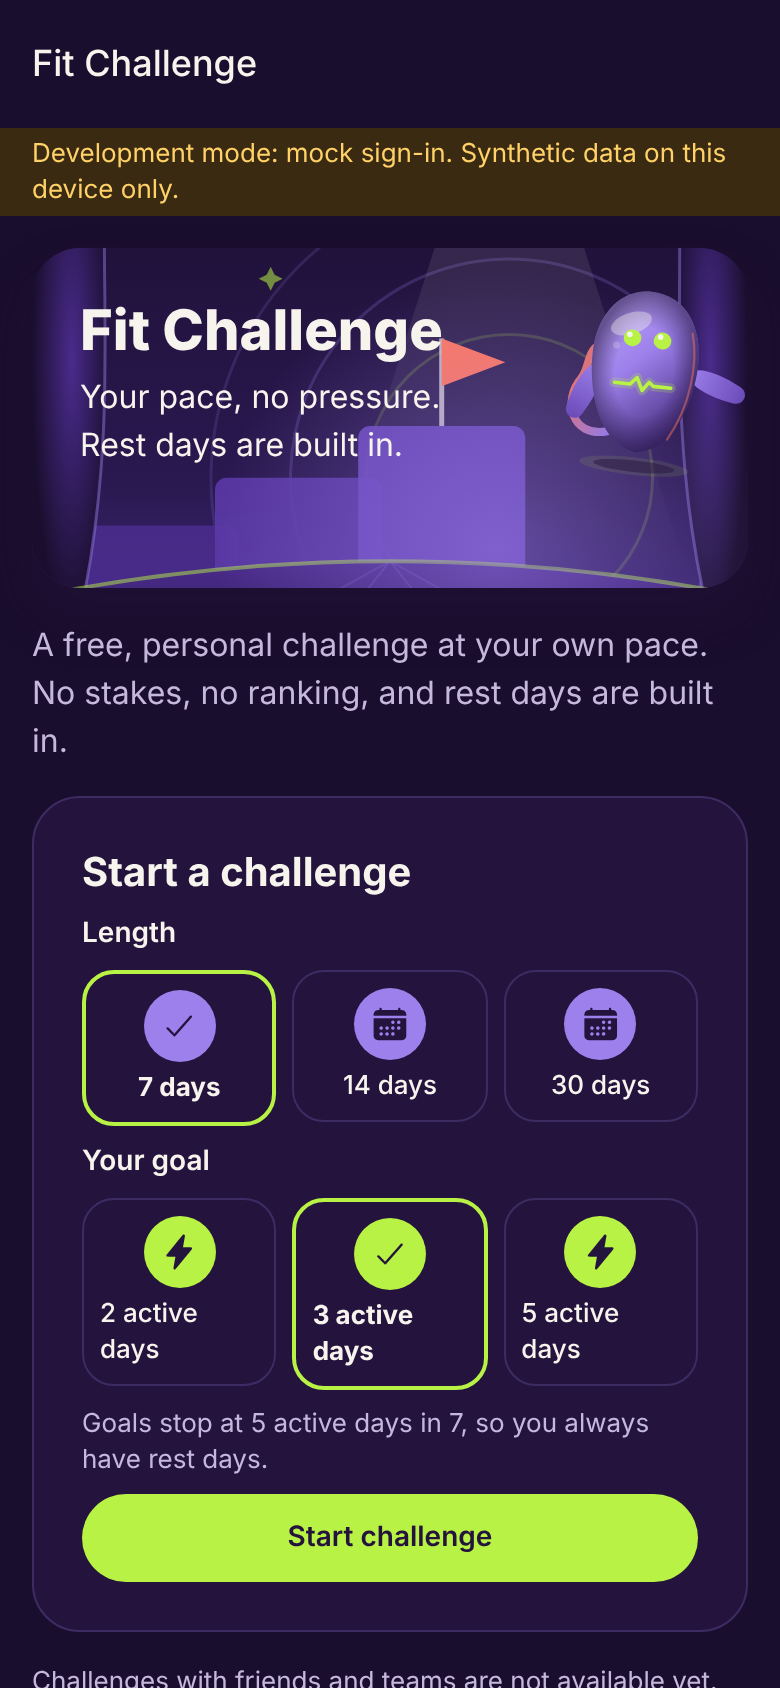 Fit Challenge
Development mode: mock sign-in. Synthetic data on this
device only.
Fit Challenge
Your pace, no pressure.
Rest days are built in.
A free, personal challenge at your own pace.
No stakes, no ranking, and rest days are built
in.
Start a challenge
Length
7 days
14 days
30 days
Your goal
2 active
days
3 active
days
5 active
days
Goals stop at 5 active days in 7, so you always
have rest days.
Start challenge
Challenges with friends and teams are not available yet.